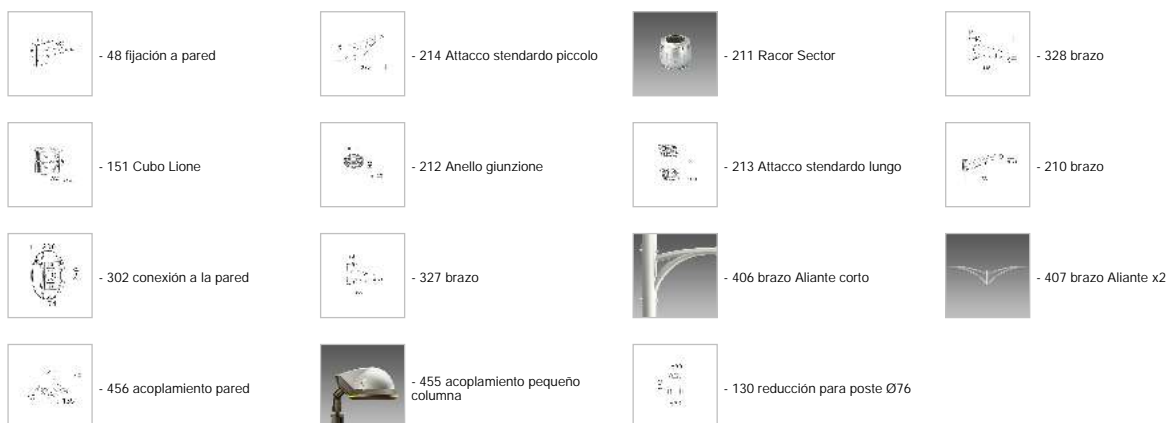 - 48 fijación a pared
- 214 Attacco stendardo piccolo
- 211 Racor Sector
- 328 brazo
- 151 Cubo Lione
- 212 Anello giunzione
- 213 Attacco stendardo lungo
- 210 brazo
- 302 conexión a la pared
- 327 brazo
- 406 brazo Aliante corto
- 407 brazo Aliante x2
- 456 acoplamiento pared
- 455 acoplamiento pequeño
columna
- 130 reducción para poste Ø76